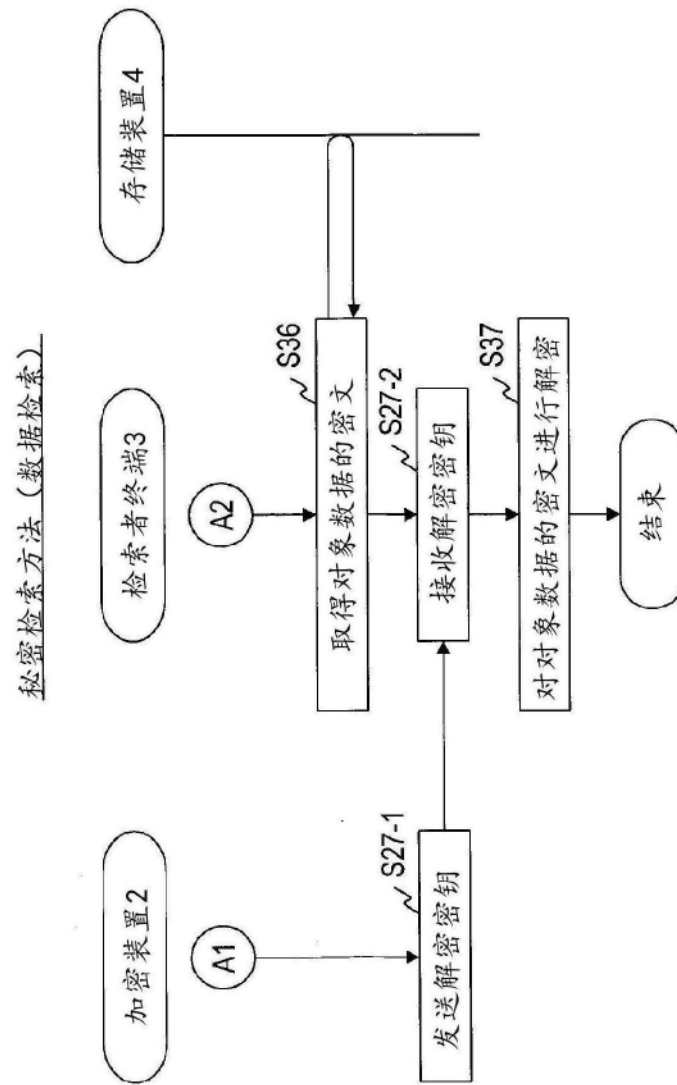 秘密检索方法（数据检索）
加密装置2
检索者终端3
存储装置4
A1
A2
S36
取得对象数据的密文
S27-1
发送解密密钥
S27-2
接收解密密钥
S37
对对象数据的密文进行解密
结束